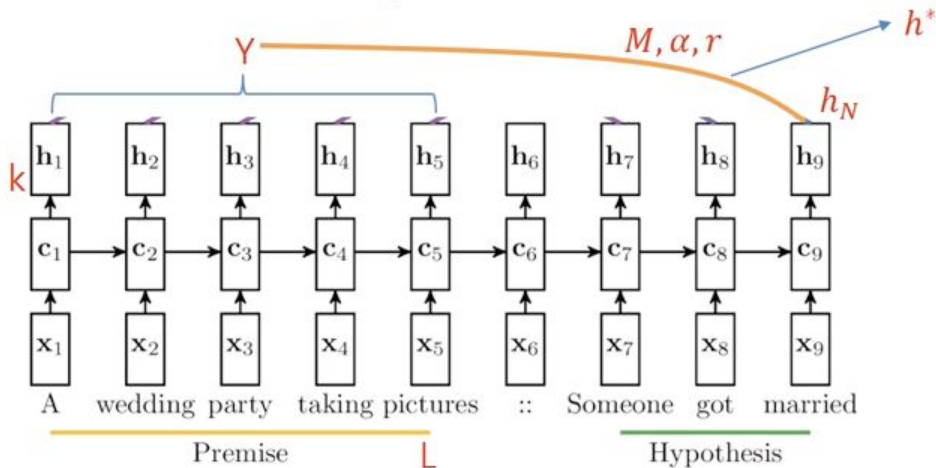 M, α, r
h*
Y
h_N
k
h₁ h₂ h₃ h₄ h₅ h₆ h₇ h₈ h₉
c₁ c₂ c₃ c₄ c₅ c₆ c₇ c₈ c₉
x₁ x₂ x₃ x₄ x₅ x₆ x₇ x₈ x₉
A wedding party taking pictures :: Someone got married
Premise L Hypothesis